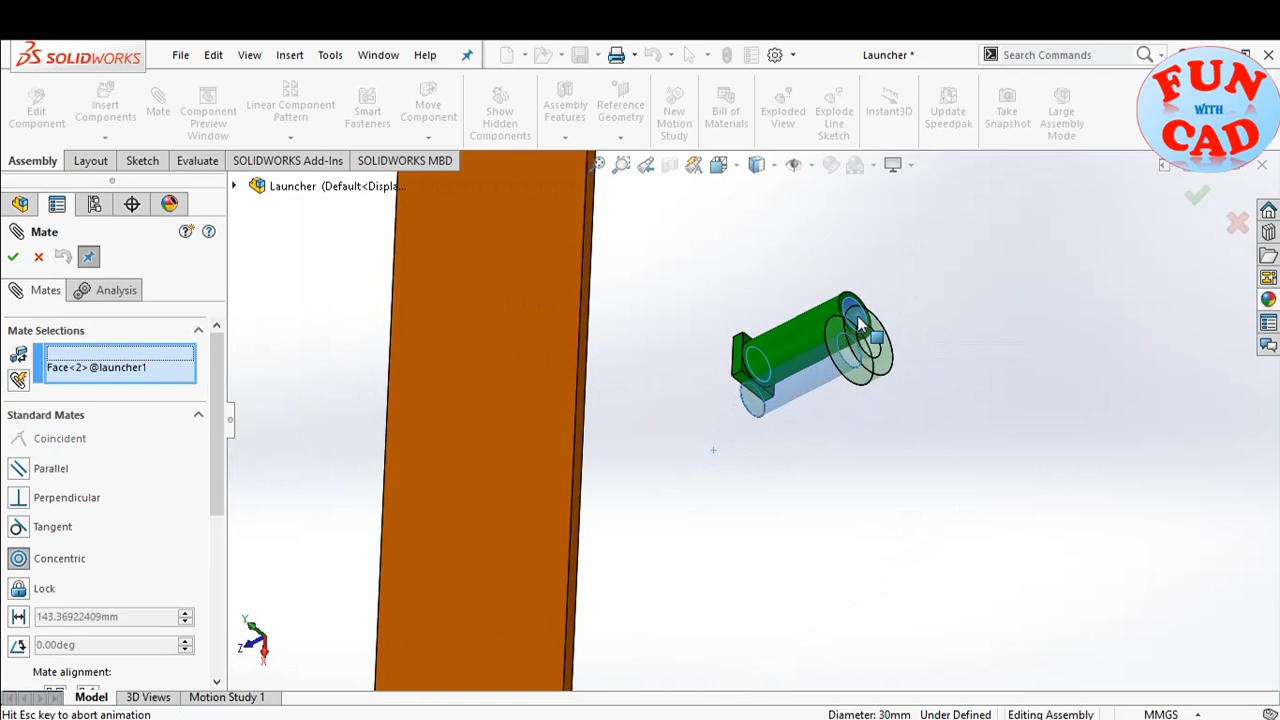 SOLIDWORKS
File Edit View Insert Tools Window Help
Launcher *
Search Commands
FUN
WITH
CAD
Edit Component
Insert Components
Mate
Component Preview Window
Linear Component Pattern
Smart Fasteners
Move Component
Show Hidden Components
Assembly Features
Reference Geometry
New Motion Study
Bill of Materials
Exploded View
Explode Line Sketch
Instant3D
Update Speedpak
Take Snapshot
Large Assembly Mode
Assembly Layout Sketch Evaluate SOLIDWORKS Add-Ins SOLIDWORKS MBD
Launcher (Default<Displa...
Mate
Mates Analysis
Mate Selections
Face<2>@launcher1
Standard Mates
Coincident
Parallel
Perpendicular
Tangent
Concentric
Lock
143.36922409mm
0.00deg
Mate alignment:
Y
Z
X
Model 3D Views Motion Study 1
Hit Esc key to abort animation
Diameter: 30mm Under Defined Editing Assembly MMGS